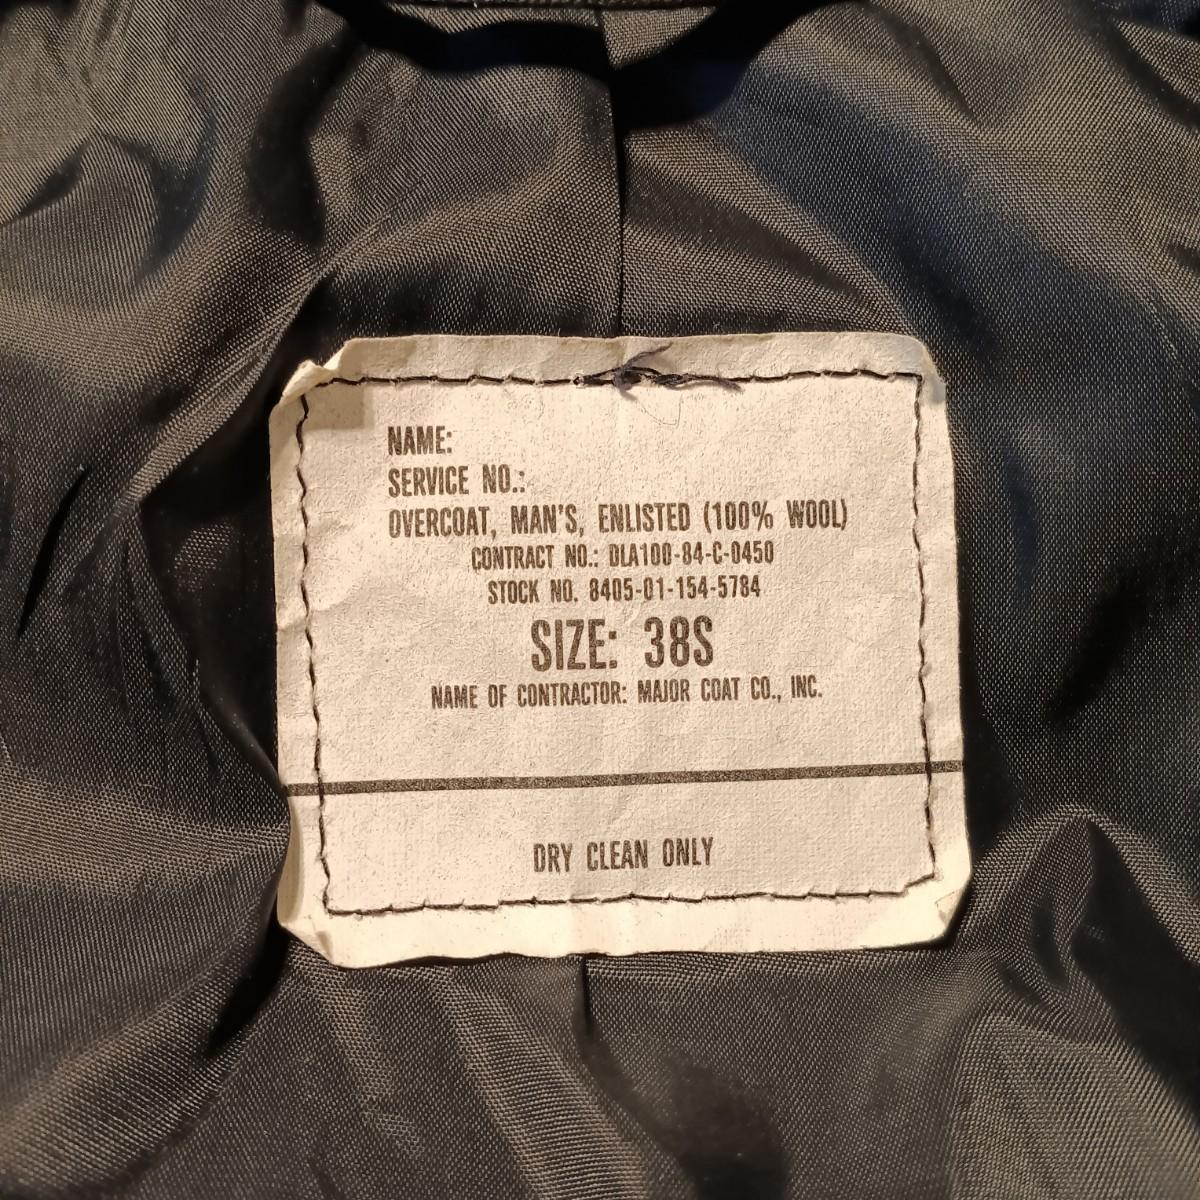 NAME:
SERVICE NO.:
OVERCOAT, MAN'S, ENLISTED (100% WOOL)
CONTRACT NO.: DLA100-84-C-0450
STOCK NO. 8405-01-154-5784
SIZE: 38S
NAME OF CONTRACTOR: MAJOR COAT CO., INC.
DRY CLEAN ONLY